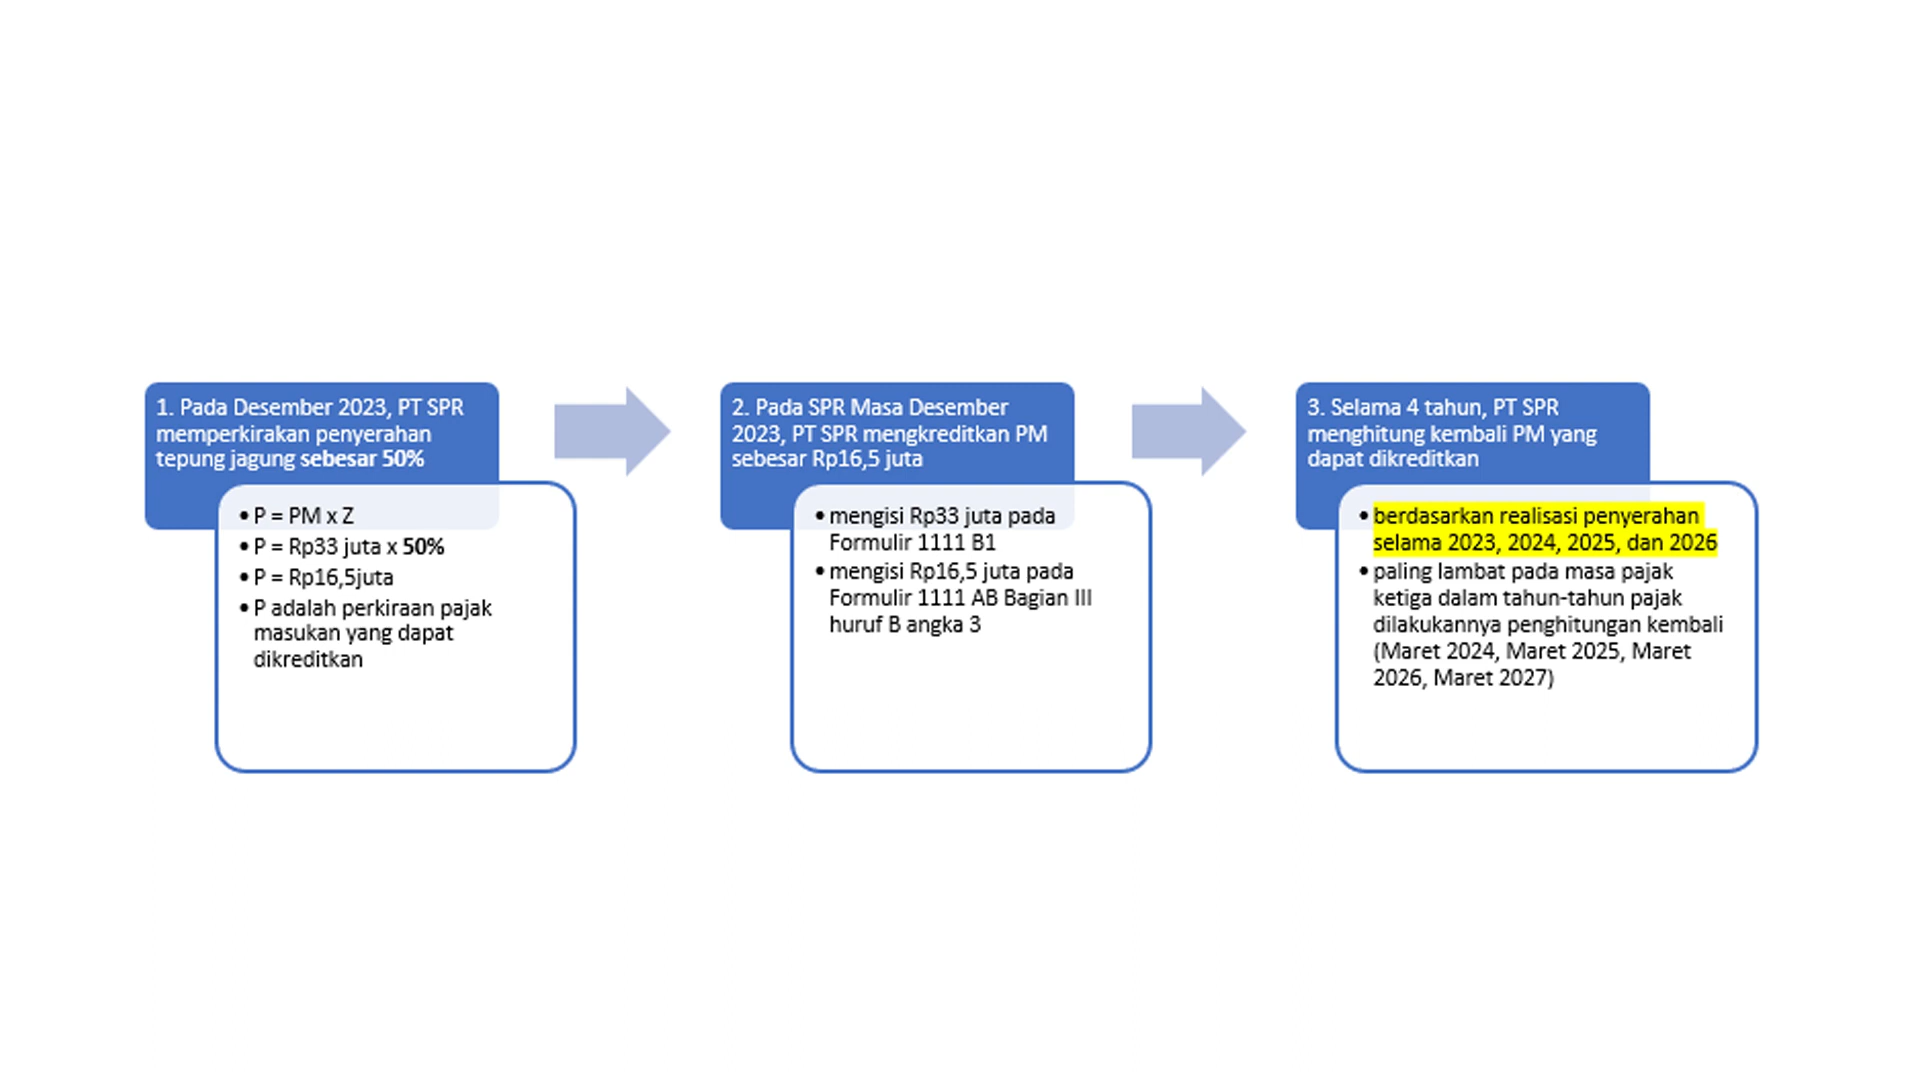 1. Pada Desember 2023, PT SPR
memperkirakan penyerahan
tepung jagung sebesar 50%
• P = PM x Z
• P = Rp33 juta x 50%
• P = Rp16,5juta
• P adalah perkiraan pajak
masukan yang dapat
dikreditkan
2. Pada SPR Masa Desember
2023, PT SPR mengkreditkan PM
sebesar Rp16,5 juta
• mengisi Rp33 juta pada
Formulir 1111 B1
• mengisi Rp16,5 juta pada
Formulir 1111 AB Bagian III
huruf B angka 3
3. Selama 4 tahun, PT SPR
menghitung kembali PM yang
dapat dikreditkan
• berdasarkan realisasi penyerahan
selama 2023, 2024, 2025, dan 2026
• paling lambat pada masa pajak
ketiga dalam tahun-tahun pajak
dilakukannya penghitungan kembali
(Maret 2024, Maret 2025, Maret
2026, Maret 2027)